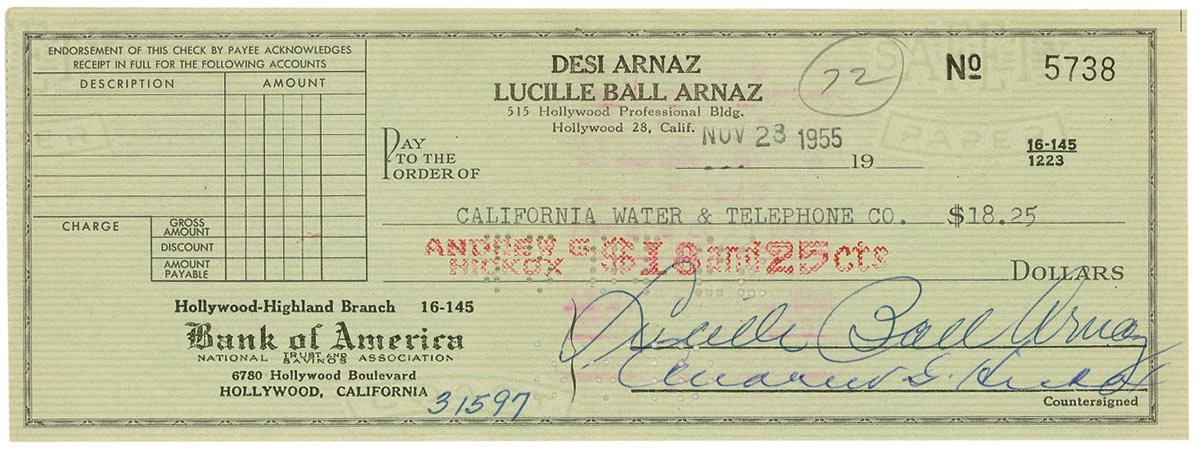 ENDORSEMENT OF THIS CHECK BY PAYEE ACKNOWLEDGES
RECEIPT IN FULL FOR THE FOLLOWING ACCOUNTS
DESCRIPTION AMOUNT
CHARGE
GROSS AMOUNT
DISCOUNT
AMOUNT PAYABLE
DESI ARNAZ
LUCILLE BALL ARNAZ
515 Hollywood Professional Bldg.
Hollywood 28, Calif.
72
No 5738
NOV 23 1955
19
16-145
1223
PAY
TO THE
ORDER OF
CALIFORNIA WATER & TELEPHONE CO. $18.25
ANDREW G HICKOX $18 and 25 cts
DOLLARS
Hollywood-Highland Branch 16-145
Bank of America
NATIONAL TRUST AND SAVINGS ASSOCIATION
6780 Hollywood Boulevard
HOLLYWOOD, CALIFORNIA
31597
Lucille Ball Arnaz
Andrew G. Hickox
Countersigned